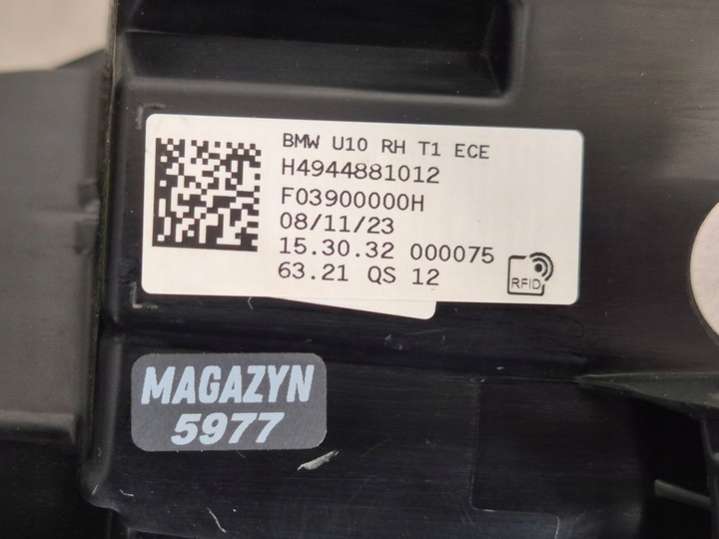 BMW U10 RH T1 ECE
H4944881012
F03900000H
08/11/23
15.30.32 000075
63.21 QS 12
RFID
MAGAZYN
5977